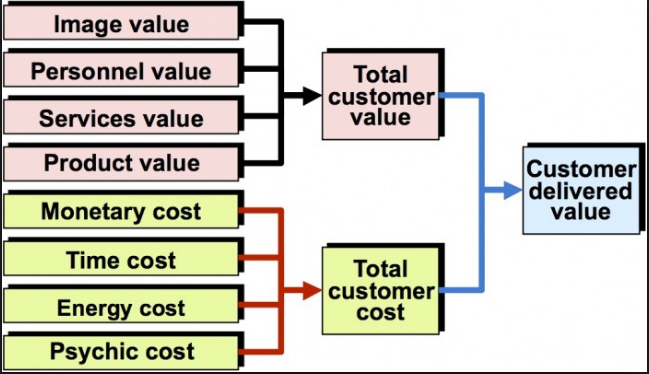 Image value
Personnel value
Services value
Product value
Monetary cost
Time cost
Energy cost
Psychic cost
Total
customer
value
Total
customer
cost
Customer
delivered
value